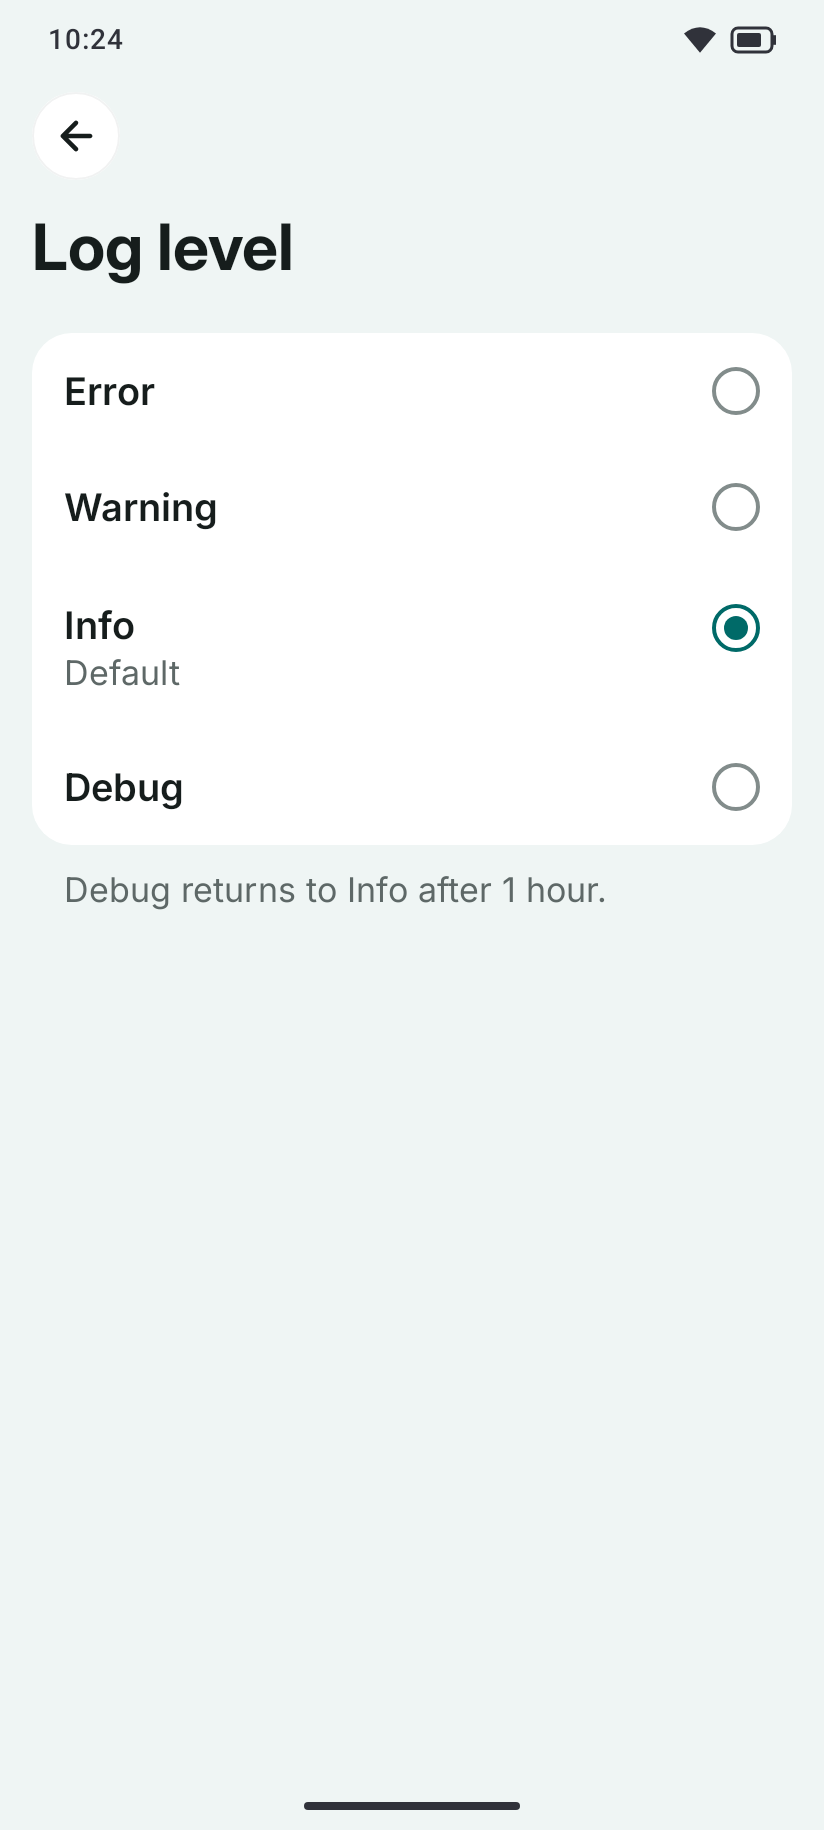 10:24
Log level
Error
Warning
Info
Default
Debug
Debug returns to Info after 1 hour.